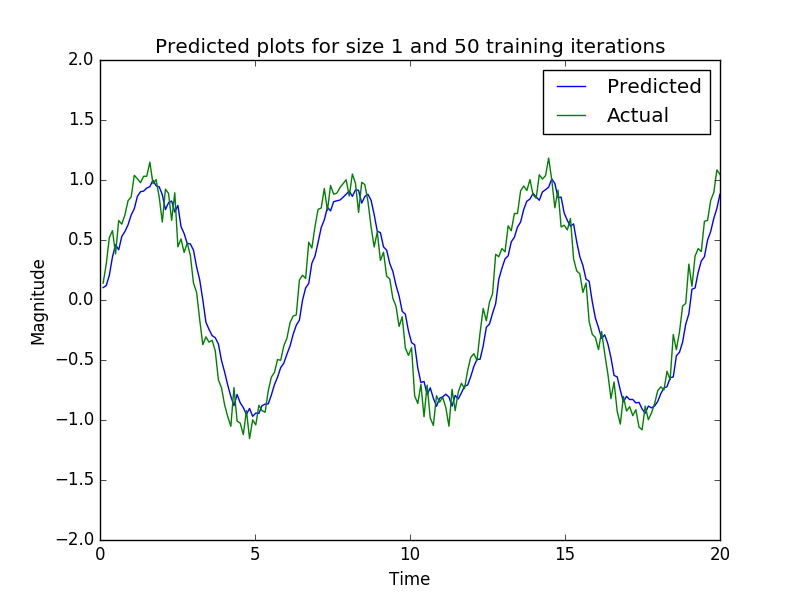 Predicted plots for size 1 and 50 training iterations
2.0
1.5
1.0
0.5
0.0
−0.5
−1.0
−1.5
−2.0
Magnitude
Predicted
Actual
0 5 10 15 20
Time